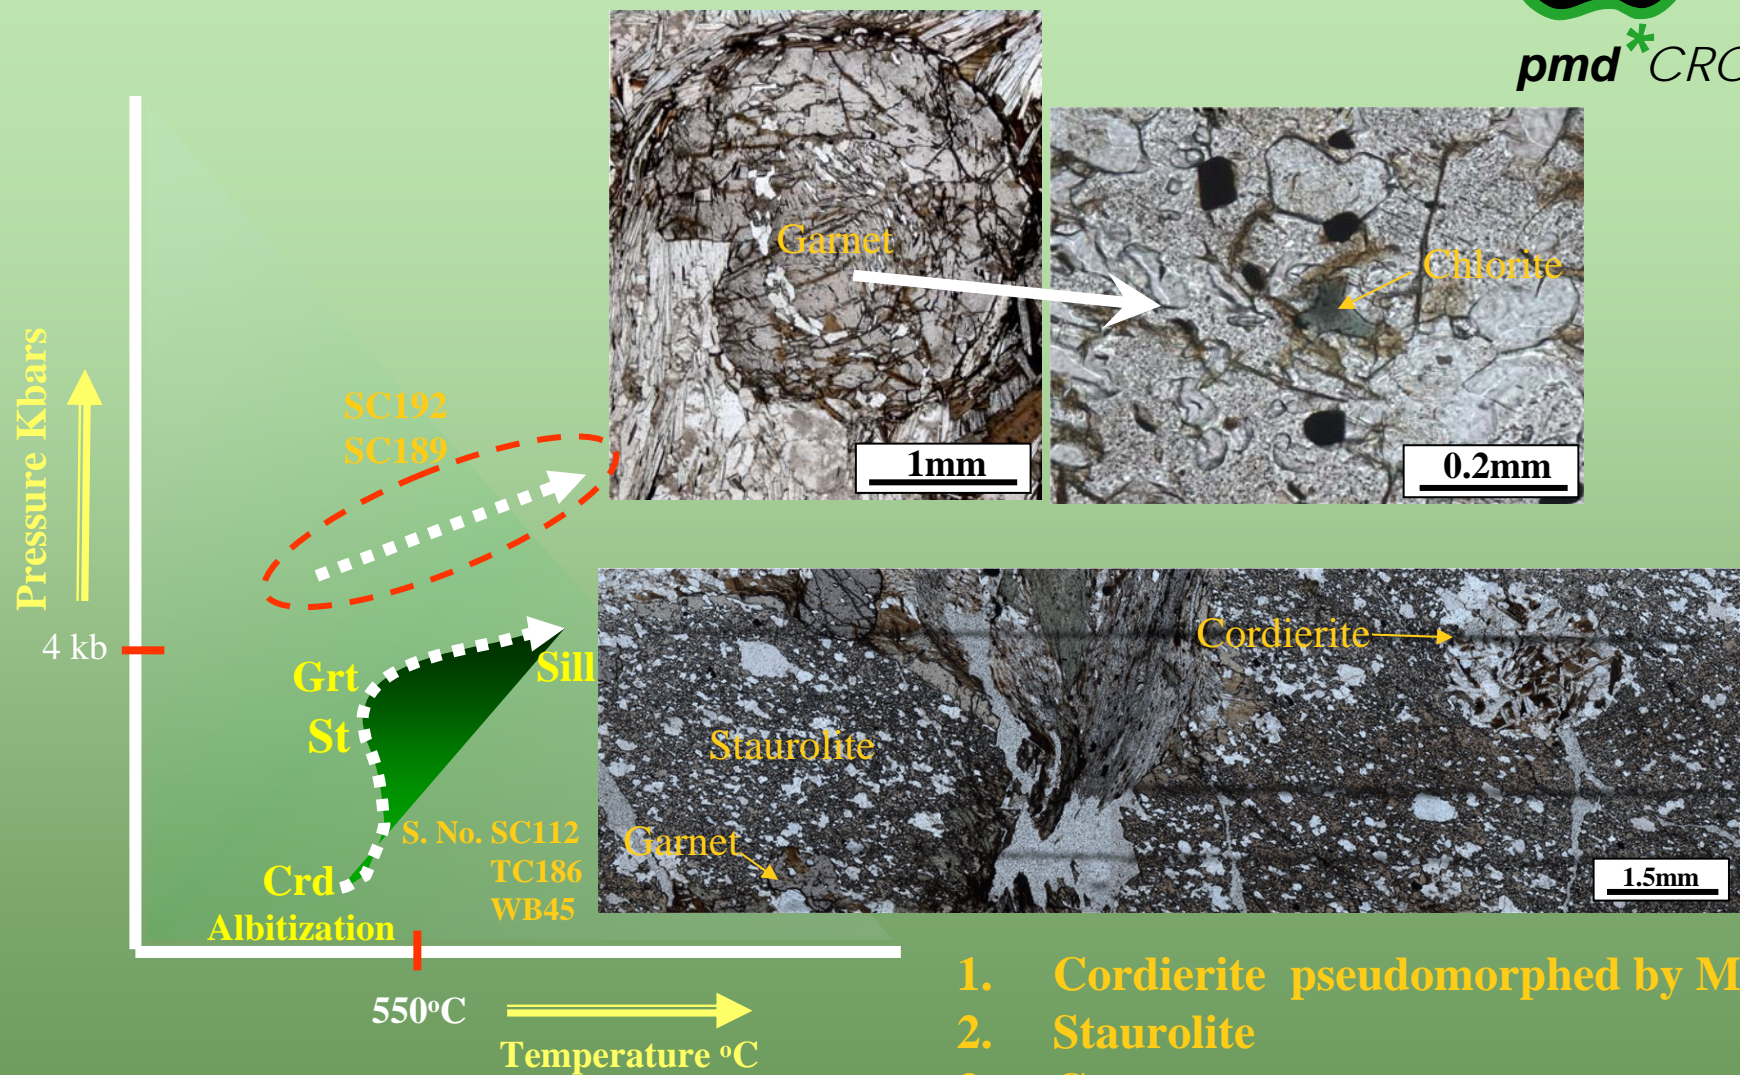 pmd*CRC
Garnet
Chlorite
1mm
0.2mm
Pressure Kbars
SC192
SC189
4 kb
Grt
Sill
St
Cordierite
Staurolite
Garnet
1.5mm
S. No. SC112
TC186
WB45
Crd
Albitization
550°C
Temperature °C
1. Cordierite pseudomorphed by M
2. Staurolite